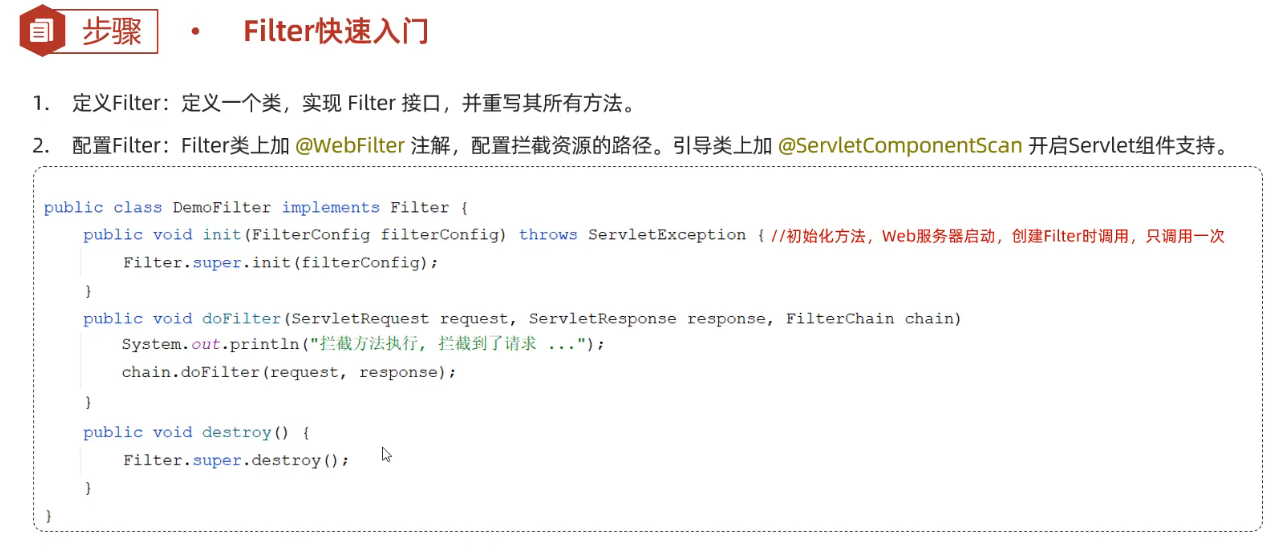 步骤
Filter快速入门
1. 定义Filter：定义一个类，实现 Filter 接口，并重写其所有方法。
2. 配置Filter：Filter类上加 @WebFilter 注解，配置拦截资源的路径。引导类上加 @ServletComponentScan 开启Servlet组件支持。
public class DemoFilter implements Filter {
public void init(FilterConfig filterConfig) throws ServletException { //初始化方法，Web服务器启动，创建Filter时调用，只调用一次
Filter.super.init(filterConfig);
}
public void doFilter(ServletRequest request, ServletResponse response, FilterChain chain)
System.out.println("拦截方法执行, 拦截到了请求 ...");
chain.doFilter(request, response);
}
public void destroy() {
Filter.super.destroy();
}
}